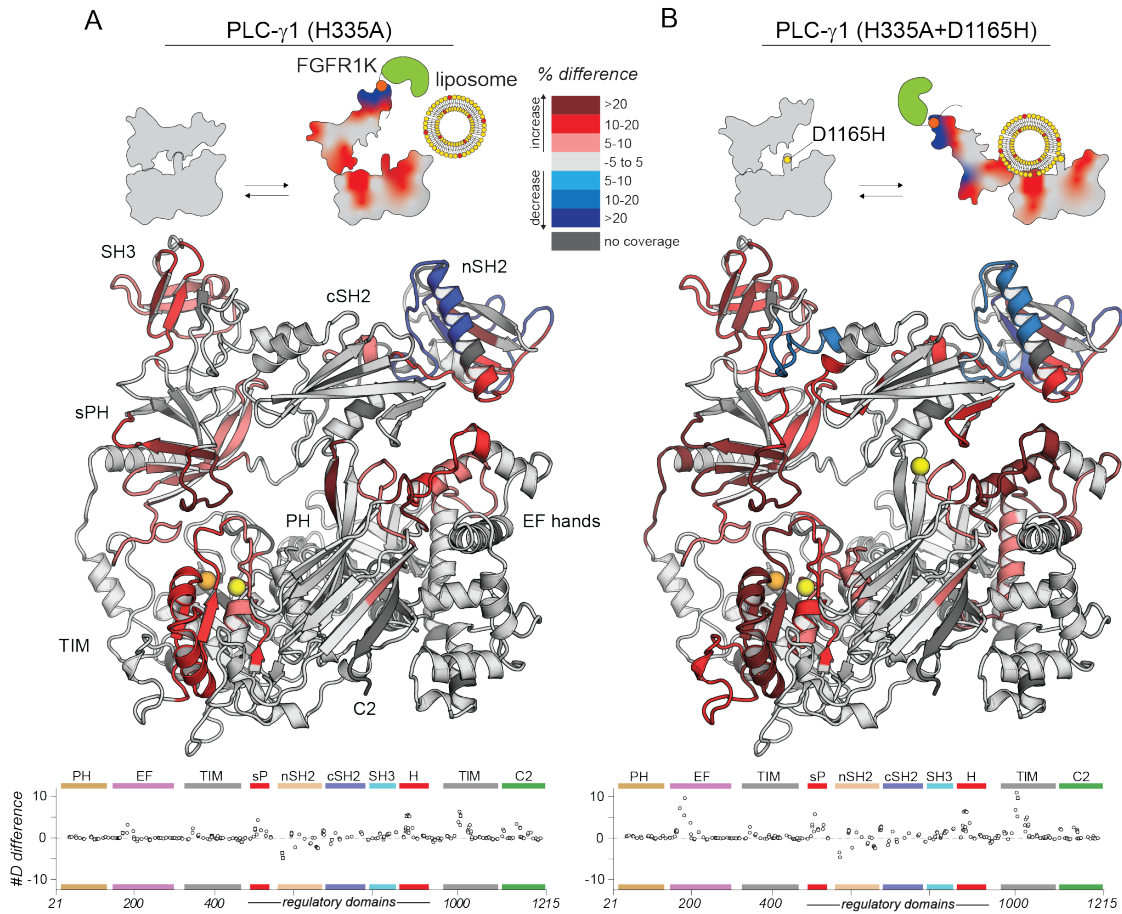 A
PLC-γ1 (H335A)
FGFR1K
liposome
% difference
increase
decrease
>20
10-20
5-10
-5 to 5
5-10
10-20
>20
no coverage
B
PLC-γ1 (H335A+D1165H)
D1165H
SH3
cSH2
nSH2
sPH
PH
EF hands
TIM
C2
PH EF TIM sP nSH2 cSH2 SH3 H TIM C2
10
0
-10
#D difference
21 200 400 regulatory domains 1000 1215
PH EF TIM sP nSH2 cSH2 SH3 H TIM C2
10
0
-10
21 200 400 regulatory domains 1000 1215